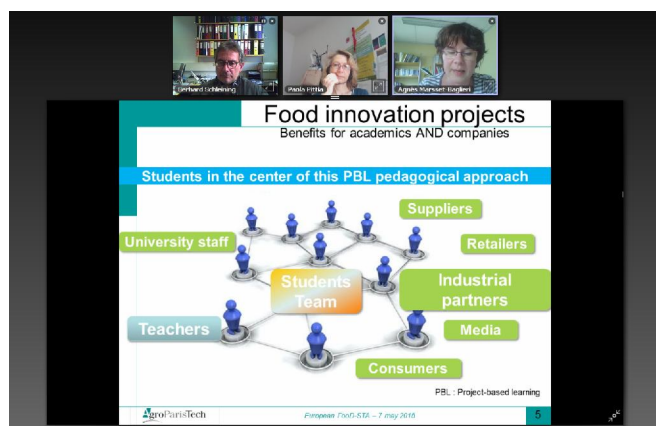 Gerhard Schleining
Paola Pittia
Agnès Marsset-Baglieri
Food innovation projects
Benefits for academics AND companies
Students in the center of this PBL pedagogical approach
Suppliers
University staff
Retailers
Students
Team
Industrial
partners
Teachers
Media
Consumers
PBL : Project-based learning
AgroParisTech
European FooD-STA – 7 may 2018
5